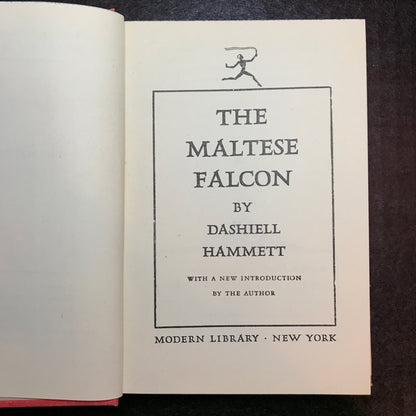 THE
MALTESE
FALCON
BY
DASHIELL
HAMMETT
WITH A NEW INTRODUCTION
BY THE AUTHOR
MODERN LIBRARY · NEW YORK